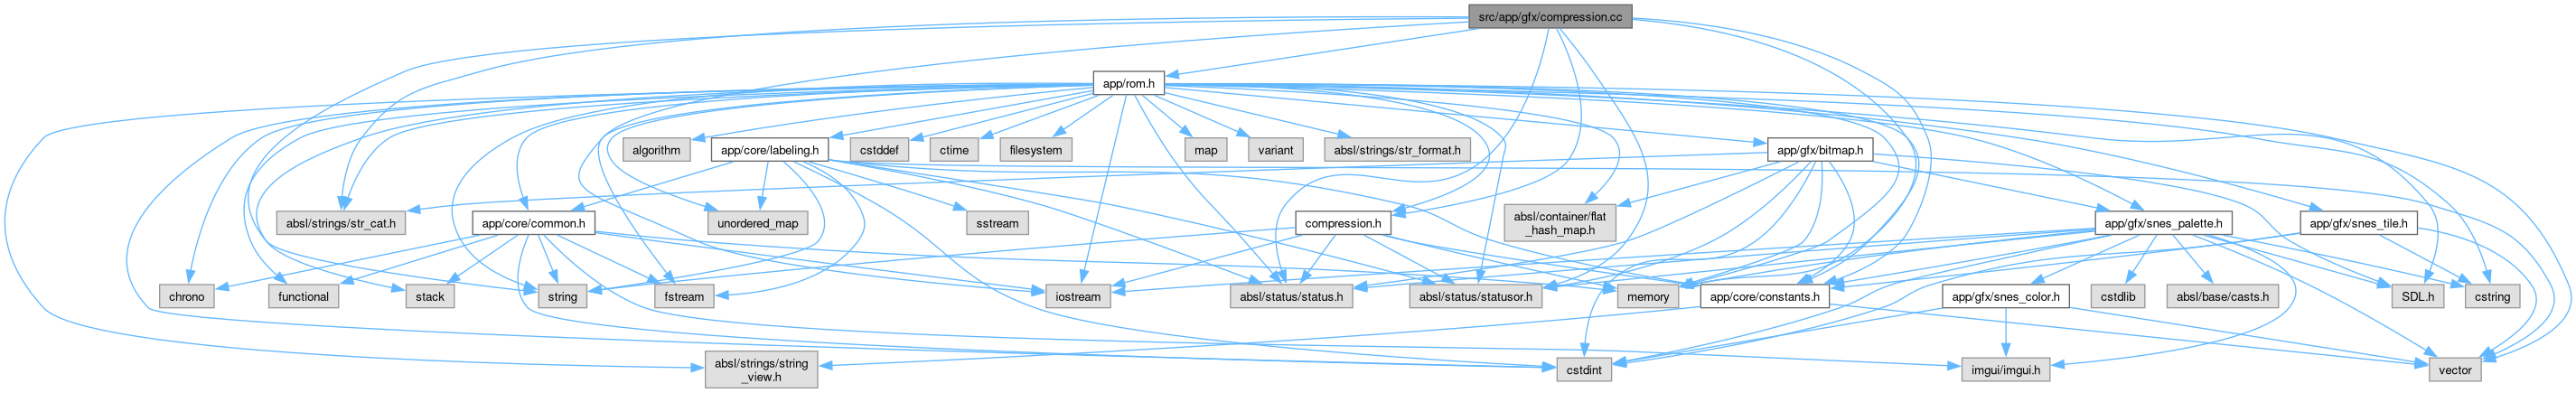 src/app/gfx/compression.cc
app/rom.h
algorithm
app/core/labeling.h
cstddef
ctime
filesystem
map
variant
absl/strings/str_format.h
app/gfx/bitmap.h
absl/strings/str_cat.h
app/core/common.h
unordered_map
sstream
compression.h
absl/container/flat
_hash_map.h
app/gfx/snes_palette.h
app/gfx/snes_tile.h
chrono
functional
stack
string
fstream
iostream
absl/status/status.h
absl/status/statusor.h
memory
app/core/constants.h
app/gfx/snes_color.h
cstdlib
absl/base/casts.h
SDL.h
cstring
absl/strings/string
_view.h
cstdint
imgui/imgui.h
vector